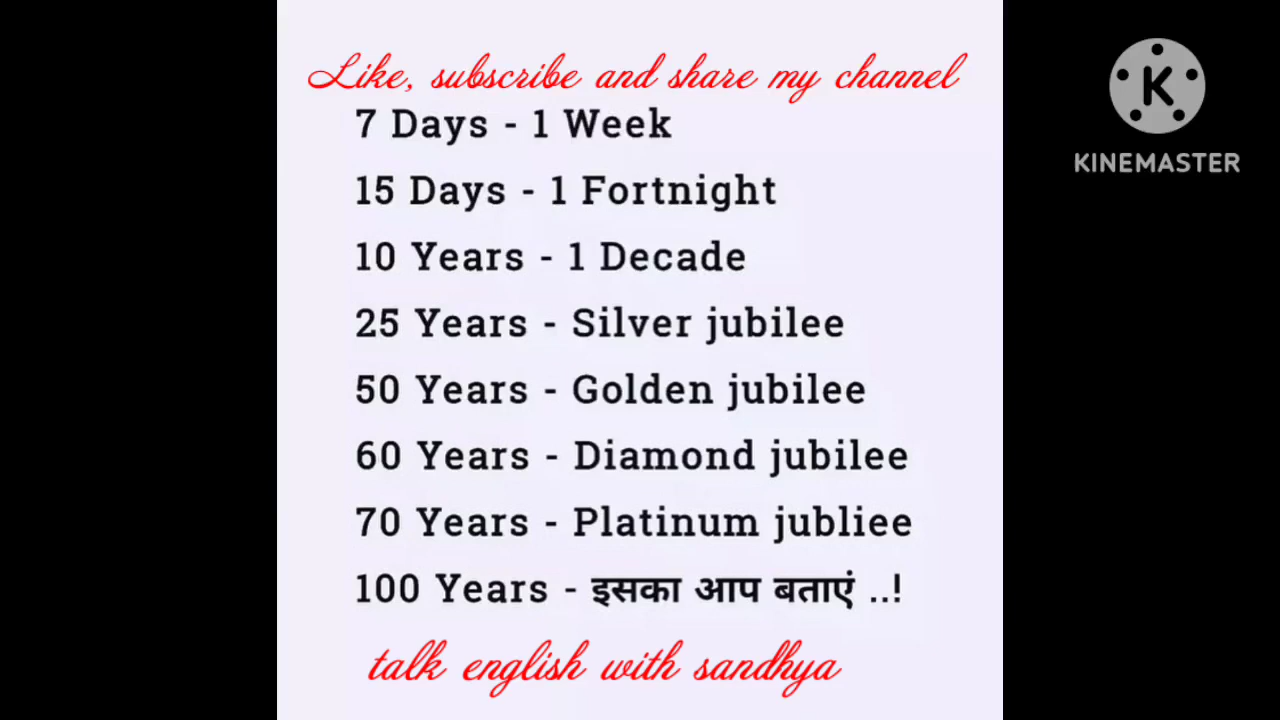 Like, subscribe and share my channel
7 Days - 1 Week
15 Days - 1 Fortnight
10 Years - 1 Decade
25 Years - Silver jubilee
50 Years - Golden jubilee
60 Years - Diamond jubilee
70 Years - Platinum jubliee
100 Years - इसका आप बताएं ..!
talk english with sandhya
K
KINEMASTER